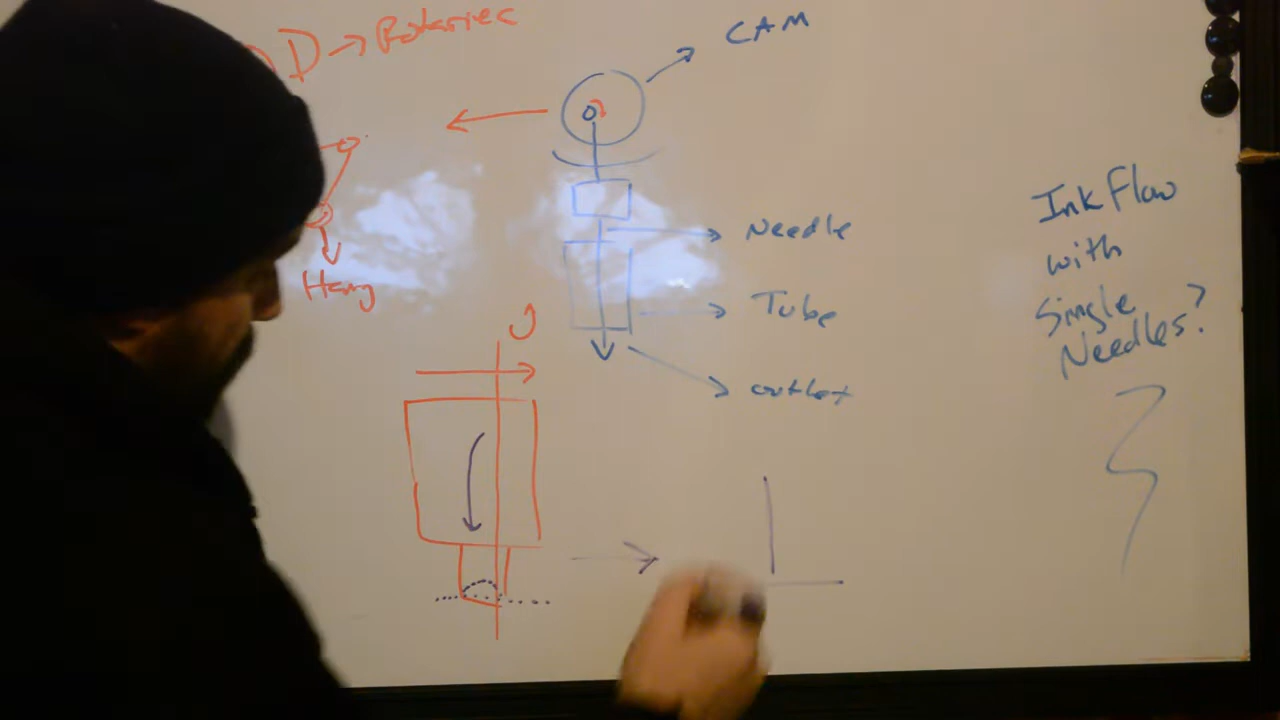 D → Rotaries
CAM
Needle
Tube
outlet
Hang
Ink Flow
with
Single
Needles?